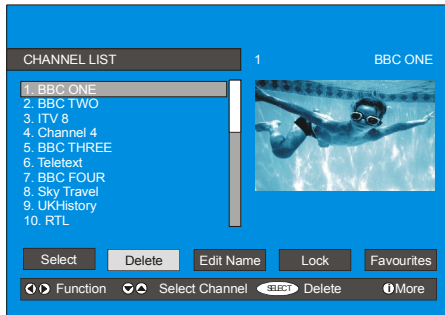 CHANNEL LIST
1 BBC ONE
1. BBC ONE
2. BBC TWO
3. ITV 8
4. Channel 4
5. BBC THREE
6. Teletext
7. BBC FOUR
8. Sky Travel
9. UKHistory
10. RTL
Select Delete Edit Name Lock Favourites
Function Select Channel SELECT Delete i More